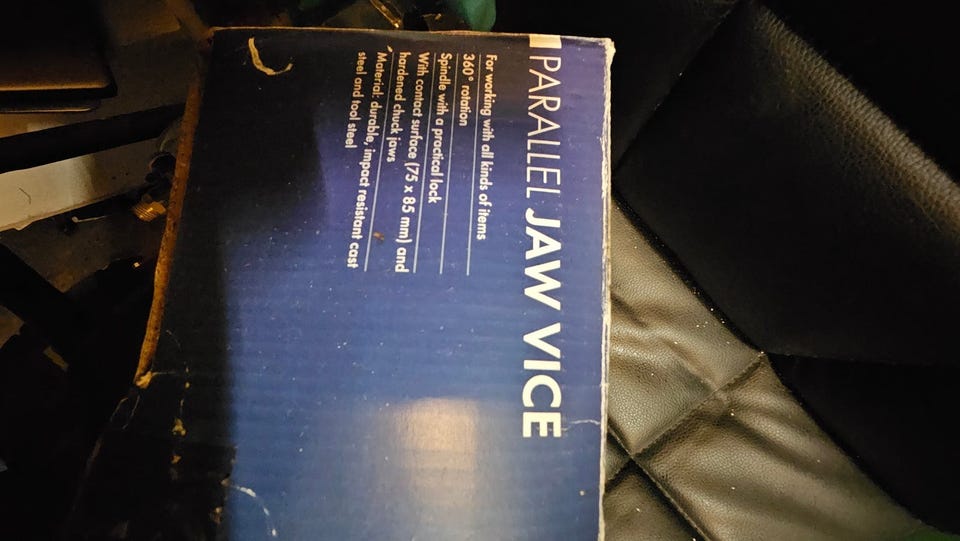 PARALLEL JAW VICE
For working with all kinds of items
360° rotation
Spindle with a practical lock
With contact surface (75 x 85 mm) and
hardened chuck jaws
Material: durable, impact resistant cast
steel and tool steel